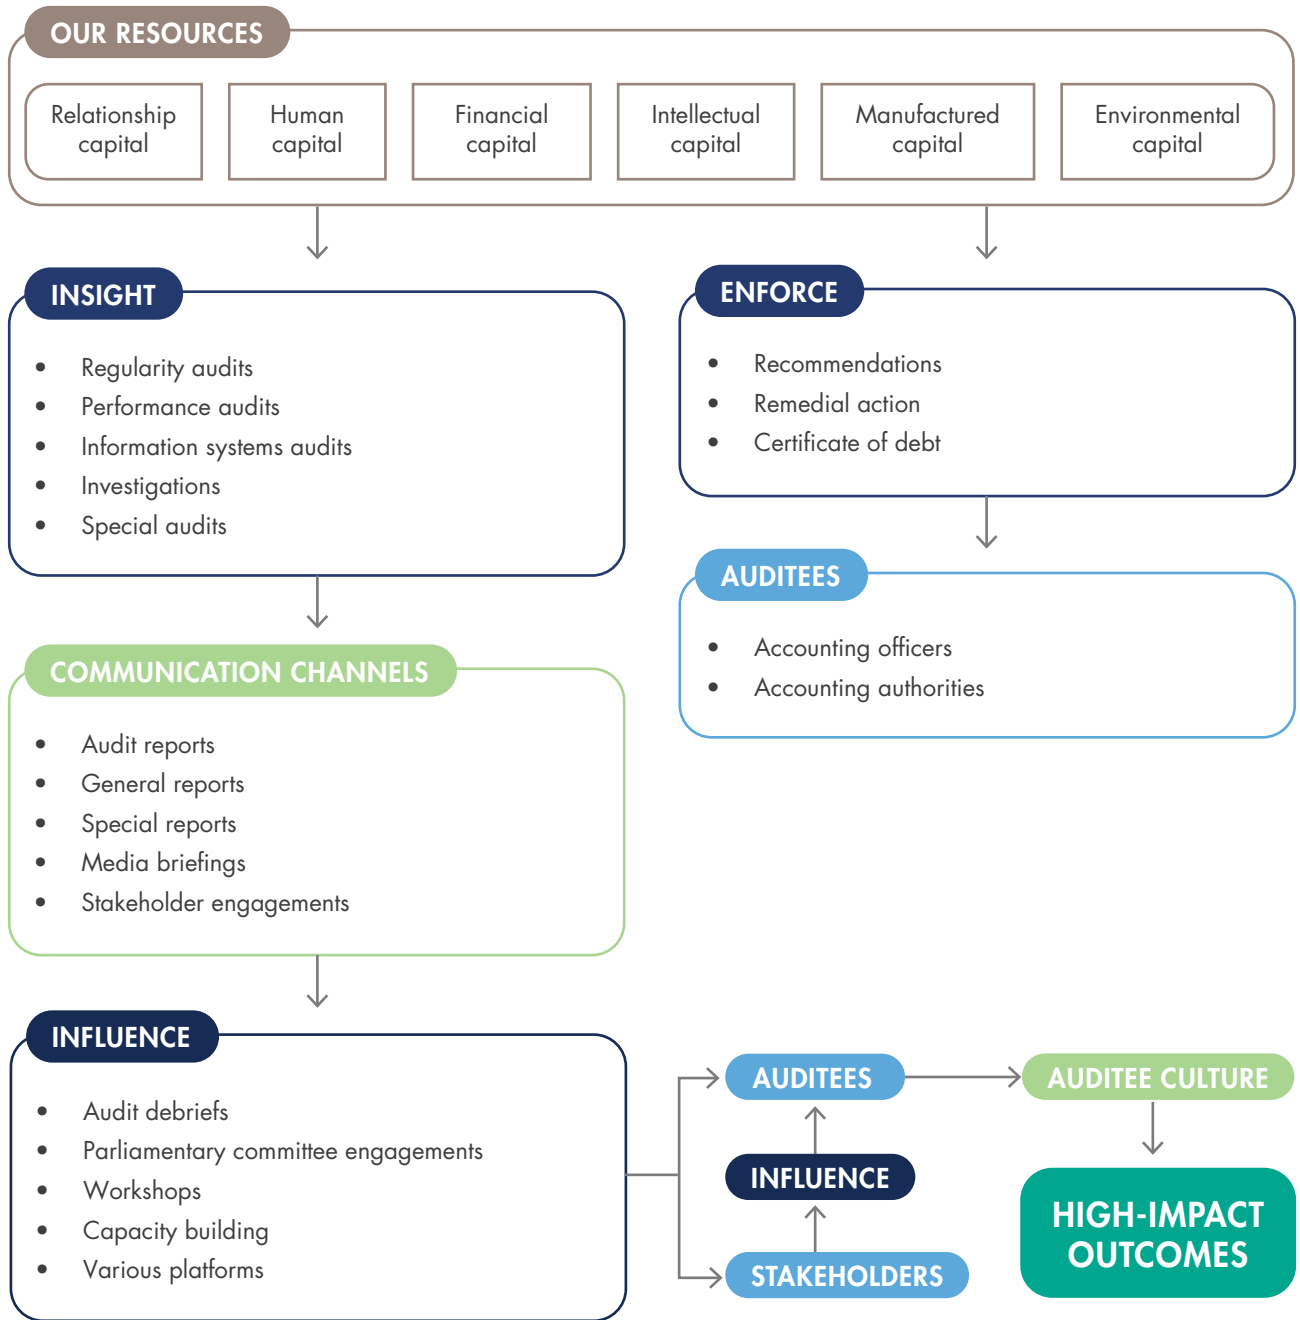 OUR RESOURCES
Relationship
capital
Human
capital
Financial
capital
Intellectual
capital
Manufactured
capital
Environmental
capital
INSIGHT
• Regularity audits
• Performance audits
• Information systems audits
• Investigations
• Special audits
ENFORCE
• Recommendations
• Remedial action
• Certificate of debt
AUDITEES
• Accounting officers
• Accounting authorities
COMMUNICATION CHANNELS
• Audit reports
• General reports
• Special reports
• Media briefings
• Stakeholder engagements
INFLUENCE
• Audit debriefs
• Parliamentary committee engagements
• Workshops
• Capacity building
• Various platforms
AUDITEES
INFLUENCE
STAKEHOLDERS
AUDITEE CULTURE
HIGH-IMPACT
OUTCOMES